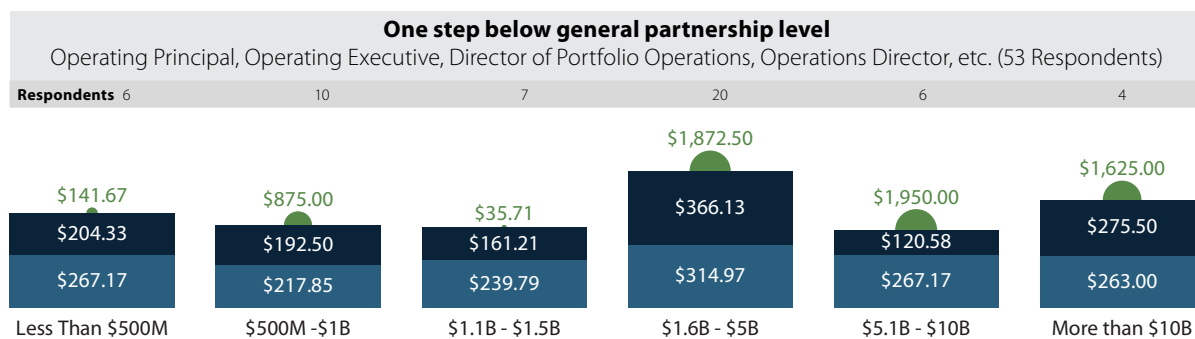 One step below general partnership level
Operating Principal, Operating Executive, Director of Portfolio Operations, Operations Director, etc. (53 Respondents)
Respondents 6 10 7 20 6 4
$141.67 $875.00 $35.71 $1,872.50 $1,950.00 $1,625.00
$204.33 $192.50 $161.21 $366.13 $120.58 $275.50
$267.17 $217.85 $239.79 $314.97 $267.17 $263.00
Less Than $500M $500M -$1B $1.1B - $1.5B $1.6B - $5B $5.1B - $10B More than $10B